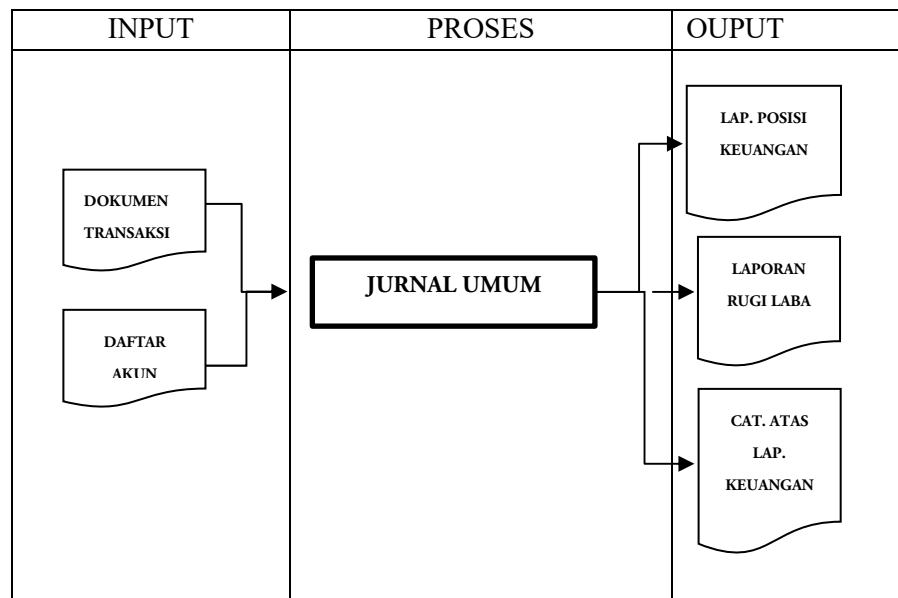 INPUT
PROSES
OUPUT
DOKUMEN
TRANSAKSI
DAFTAR
AKUN
JURNAL UMUM
LAP. POSISI
KEUANGAN
LAPORAN
RUGI LABA
CAT. ATAS
LAP.
KEUANGAN